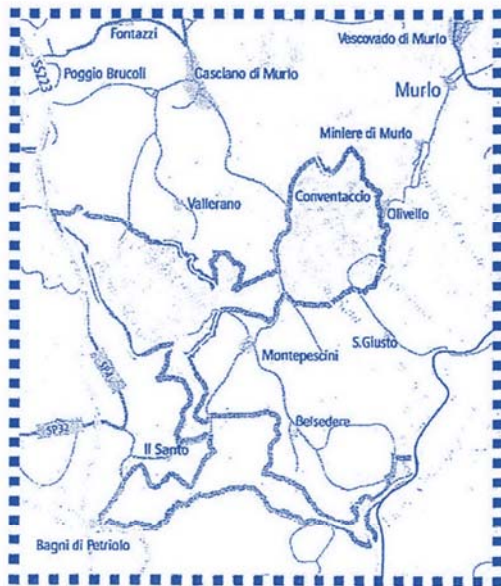 Fontazzi
Vescovado di Murlo
SS223
Poggio Brucoli
Casciano di Murlo
Murlo
Miniere di Murlo
Vallerano
Conventaccio
Olivello
Montepescini
S.Giusto
Belsedere
SP32
Il Santo
Bagni di Petriolo